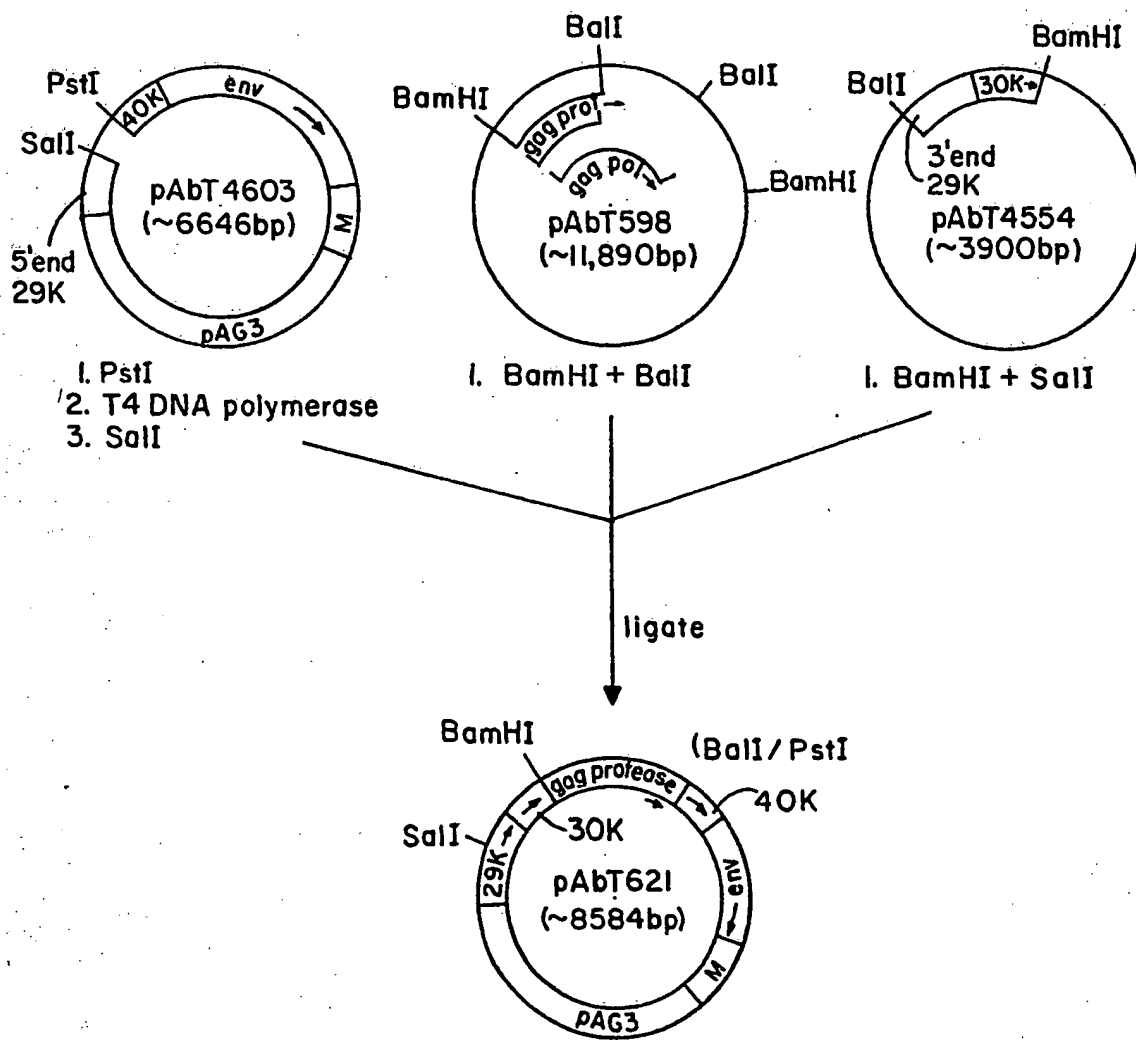 PstI
40K
env
SalI
pAbT4603
(~6646bp)
M
5'end
29K
pAG3
1. PstI
2. T4 DNA polymerase
3. SalI
BalI
BalI
BamHI
gag prot
gag pol
BamHI
pAbT598
(~11,890bp)
1. BamHI + BalI
BamHI
BalI
30K
3'end
29K
pAbT4554
(~3900bp)
1. BamHI + SalI
ligate
BamHI
(BalI/PstI
gag protease
40K
SalI
30K
29K
pAbT621
(~8584bp)
env
M
pAG3